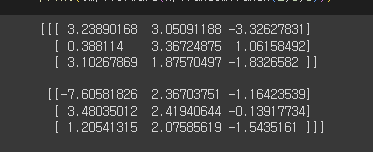 [[[ 3.23890168  3.05091188 -3.32627831]
[ 0.388114    3.36724875  1.06158492]
[ 3.10267869  1.87570497 -1.8326582 ]]
[[-7.60581826  2.36703751 -1.16423539]
[ 3.48035012  2.41940644 -0.13917734]
[ 1.20541315  2.07585619 -1.5435161 ]]]